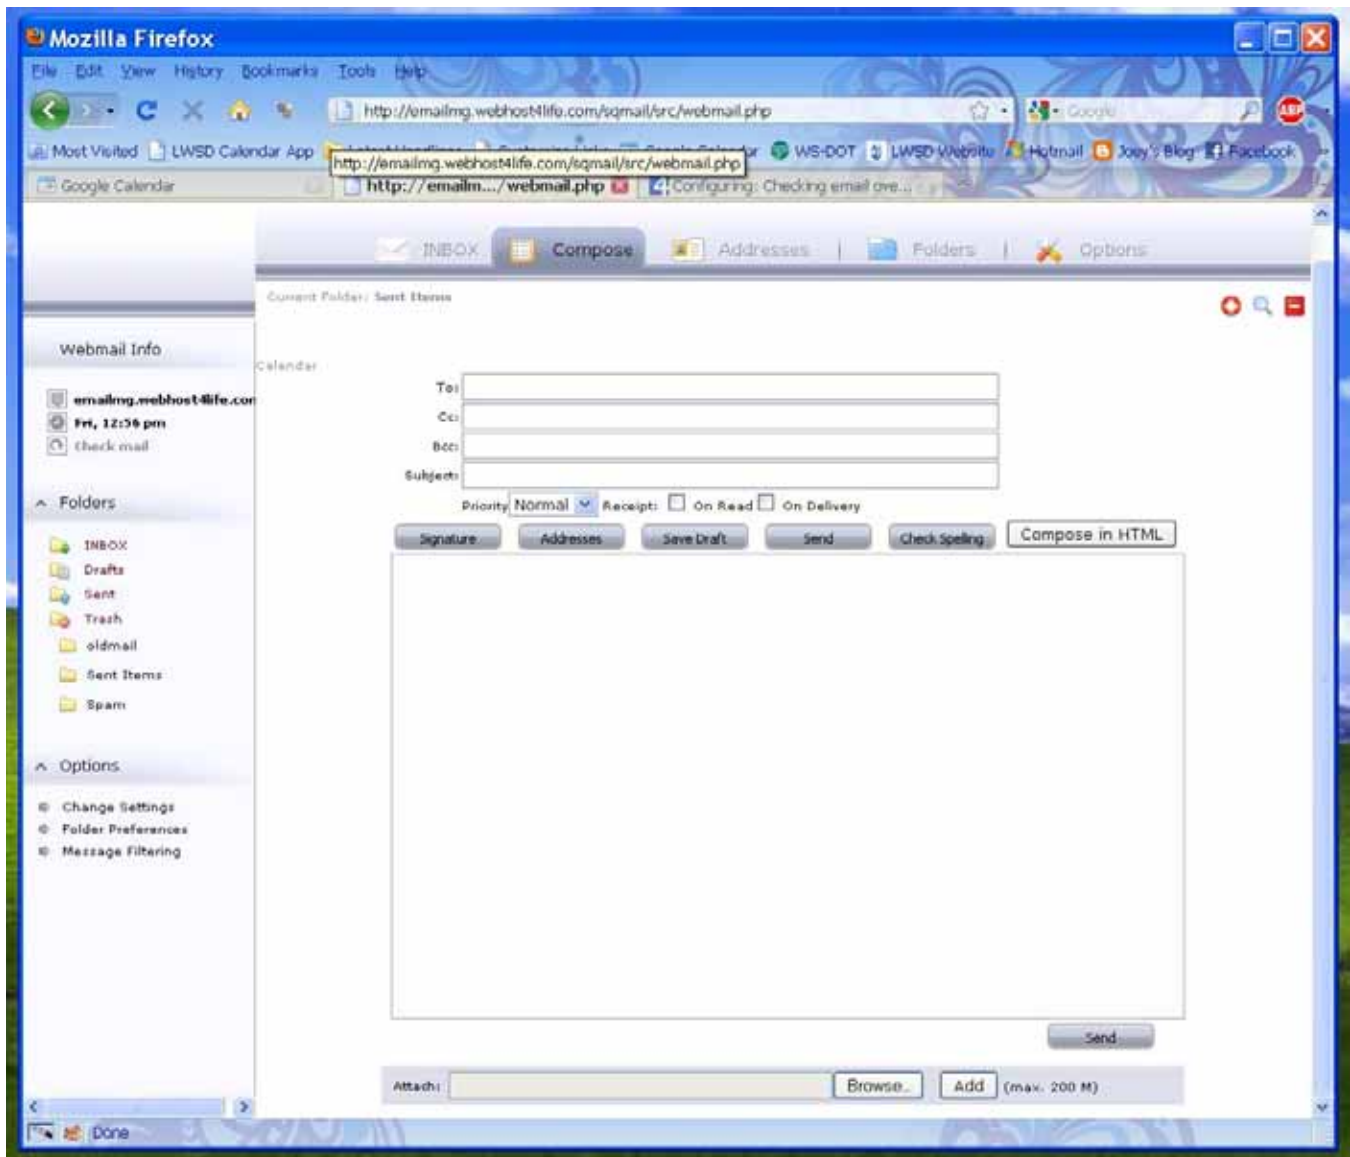 Mozilla Firefox
File Edit View History Bookmarks Tools Help
http://emailmg.webhost4life.com/sqmail/src/webmail.php
Google
ABP
Most Visited LWSD Calendar App WS-DOT LWSD Website Hotmail Joey's Blog Facebook
http://emailmg.webhost4life.com/sqmail/src/webmail.php
Google Calendar http://emailm.../webmail.php Configuring: Checking email ove...
INBOX Compose Addresses | Folders | Options
Current Folder: Sent Items
Webmail Info
Calendar
emailmg.webhost4life.com
Fri, 12:56 pm
Check mail
To:
Cc:
Bcc:
Subject:
Priority Normal Receipt: On Read On Delivery
Signature Addresses Save Draft Send Check Spelling Compose in HTML
Folders
INBOX
Drafts
Sent
Trash
oldmail
Sent Items
Spam
Options
Change Settings
Folder Preferences
Message Filtering
Send
Attach: Browse... Add (max. 200 M)
Done